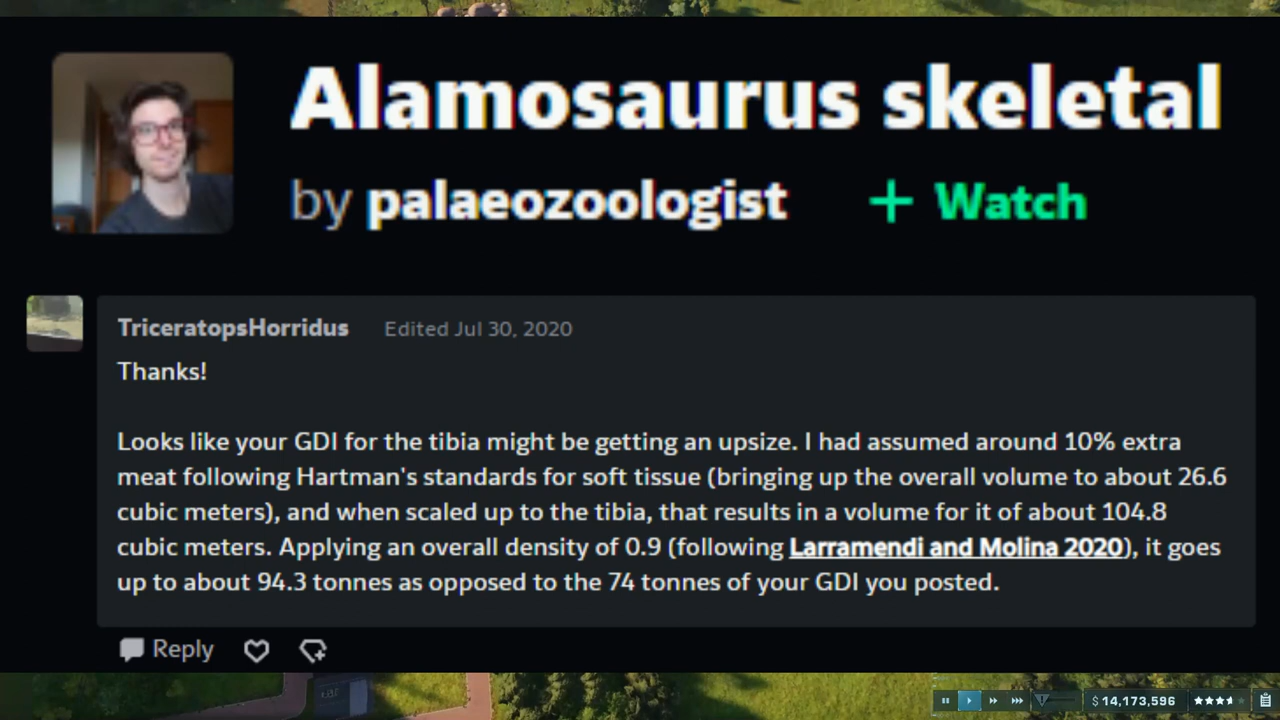 Alamosaurus skeletal
by palaeozoologist + Watch
TriceratopsHorridus Edited Jul 30, 2020
Thanks!
Looks like your GDI for the tibia might be getting an upsize. I had assumed around 10% extra
meat following Hartman's standards for soft tissue (bringing up the overall volume to about 26.6
cubic meters), and when scaled up to the tibia, that results in a volume for it of about 104.8
cubic meters. Applying an overall density of 0.9 (following Larramendi and Molina 2020), it goes
up to about 94.3 tonnes as opposed to the 74 tonnes of your GDI you posted.
Reply
$14,173,596